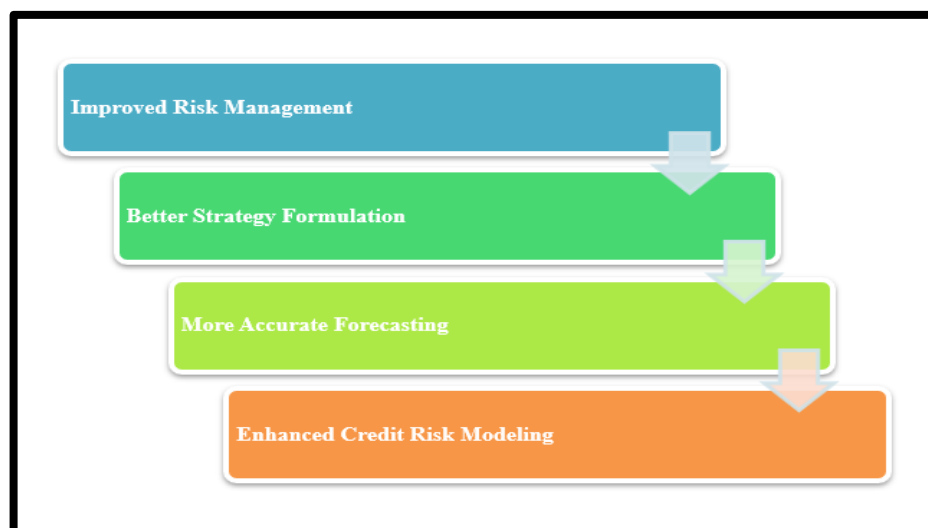 Improved Risk Management
Better Strategy Formulation
More Accurate Forecasting
Enhanced Credit Risk Modeling